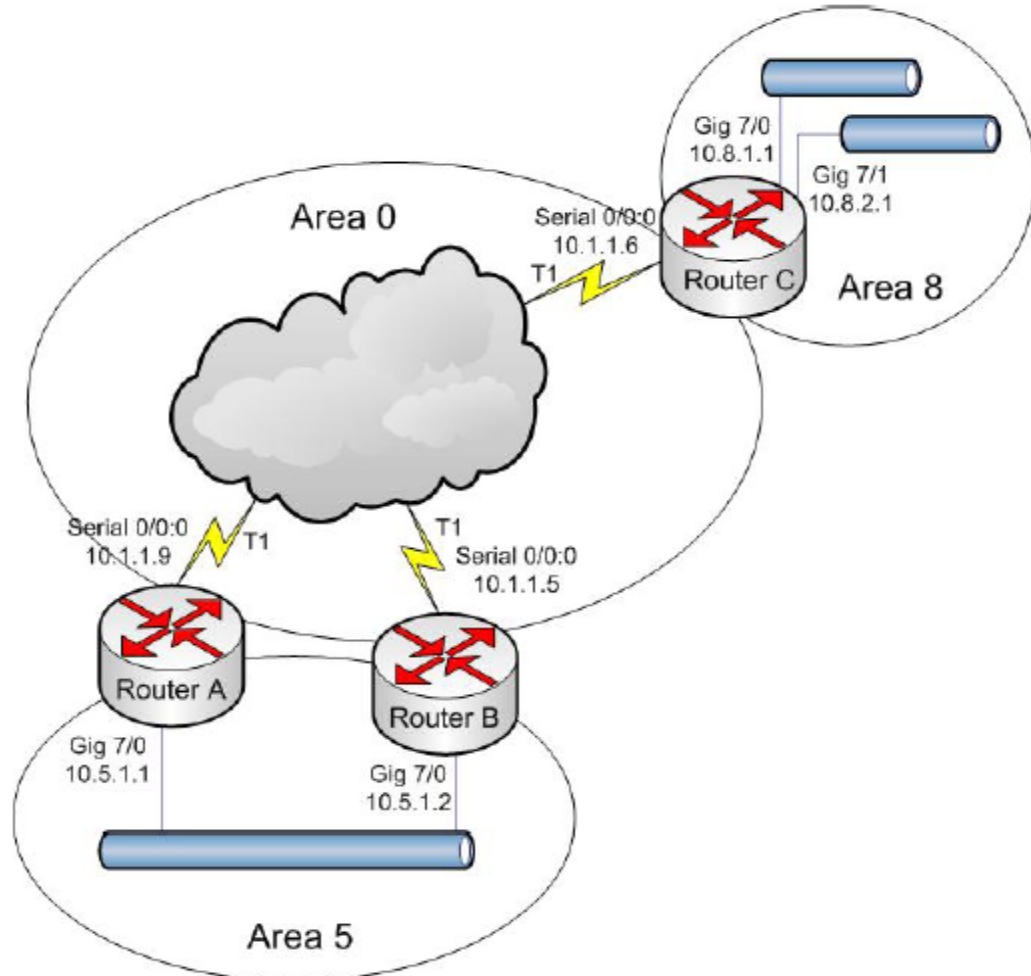 Gig 7/0
10.8.1.1
Gig 7/1
10.8.2.1
Area 0
Serial 0/0:0
10.1.1.6
T1
Router C
Area 8
Serial 0/0:0
10.1.1.9
T1
T1
Serial 0/0:0
10.1.1.5
Router A
Router B
Gig 7/0
10.5.1.1
Gig 7/0
10.5.1.2
Area 5